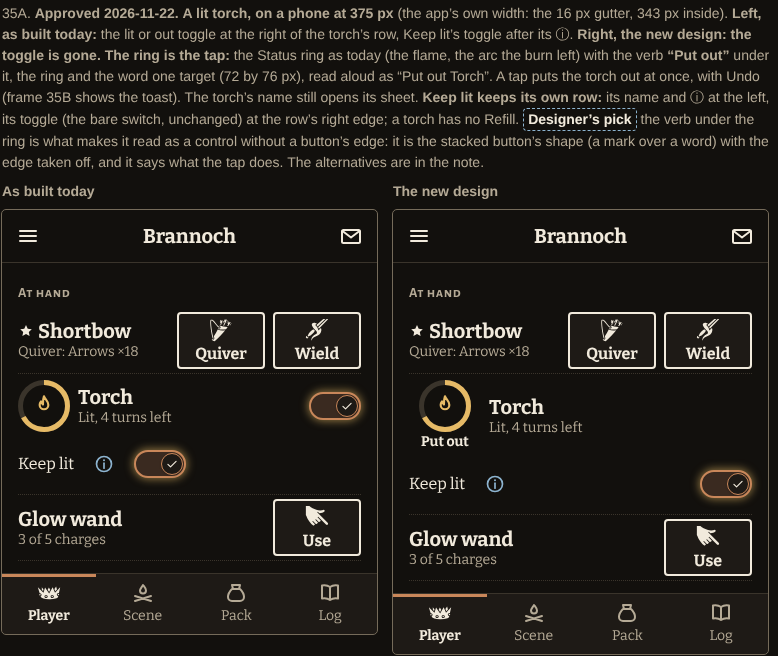 35A. Approved 2026-11-22. A lit torch, on a phone at 375 px (the app's own width: the 16 px gutter, 343 px inside). Left,
as built today: the lit or out toggle at the right of the torch's row, Keep lit's toggle after its ⓘ. Right, the new design: the
toggle is gone. The ring is the tap: the Status ring as today (the flame, the arc the burn left) with the verb “Put out” under
it, the ring and the word one target (72 by 76 px), read aloud as “Put out Torch”. A tap puts the torch out at once, with Undo
(frame 35B shows the toast). The torch's name still opens its sheet. Keep lit keeps its own row: its name and ⓘ at the left,
its toggle (the bare switch, unchanged) at the row's right edge; a torch has no Refill. Designer's pick the verb under the
ring is what makes it read as a control without a button's edge: it is the stacked button's shape (a mark over a word) with the
edge taken off, and it says what the tap does. The alternatives are in the note.
As built today
Brannoch
AT HAND
Shortbow
Quiver: Arrows ×18
Quiver
Wield
Torch
Lit, 4 turns left
Keep lit
Glow wand
3 of 5 charges
Use
Player
Scene
Pack
Log
The new design
Brannoch
AT HAND
Shortbow
Quiver: Arrows ×18
Quiver
Wield
Torch
Lit, 4 turns left
Put out
Keep lit
Glow wand
3 of 5 charges
Use
Player
Scene
Pack
Log